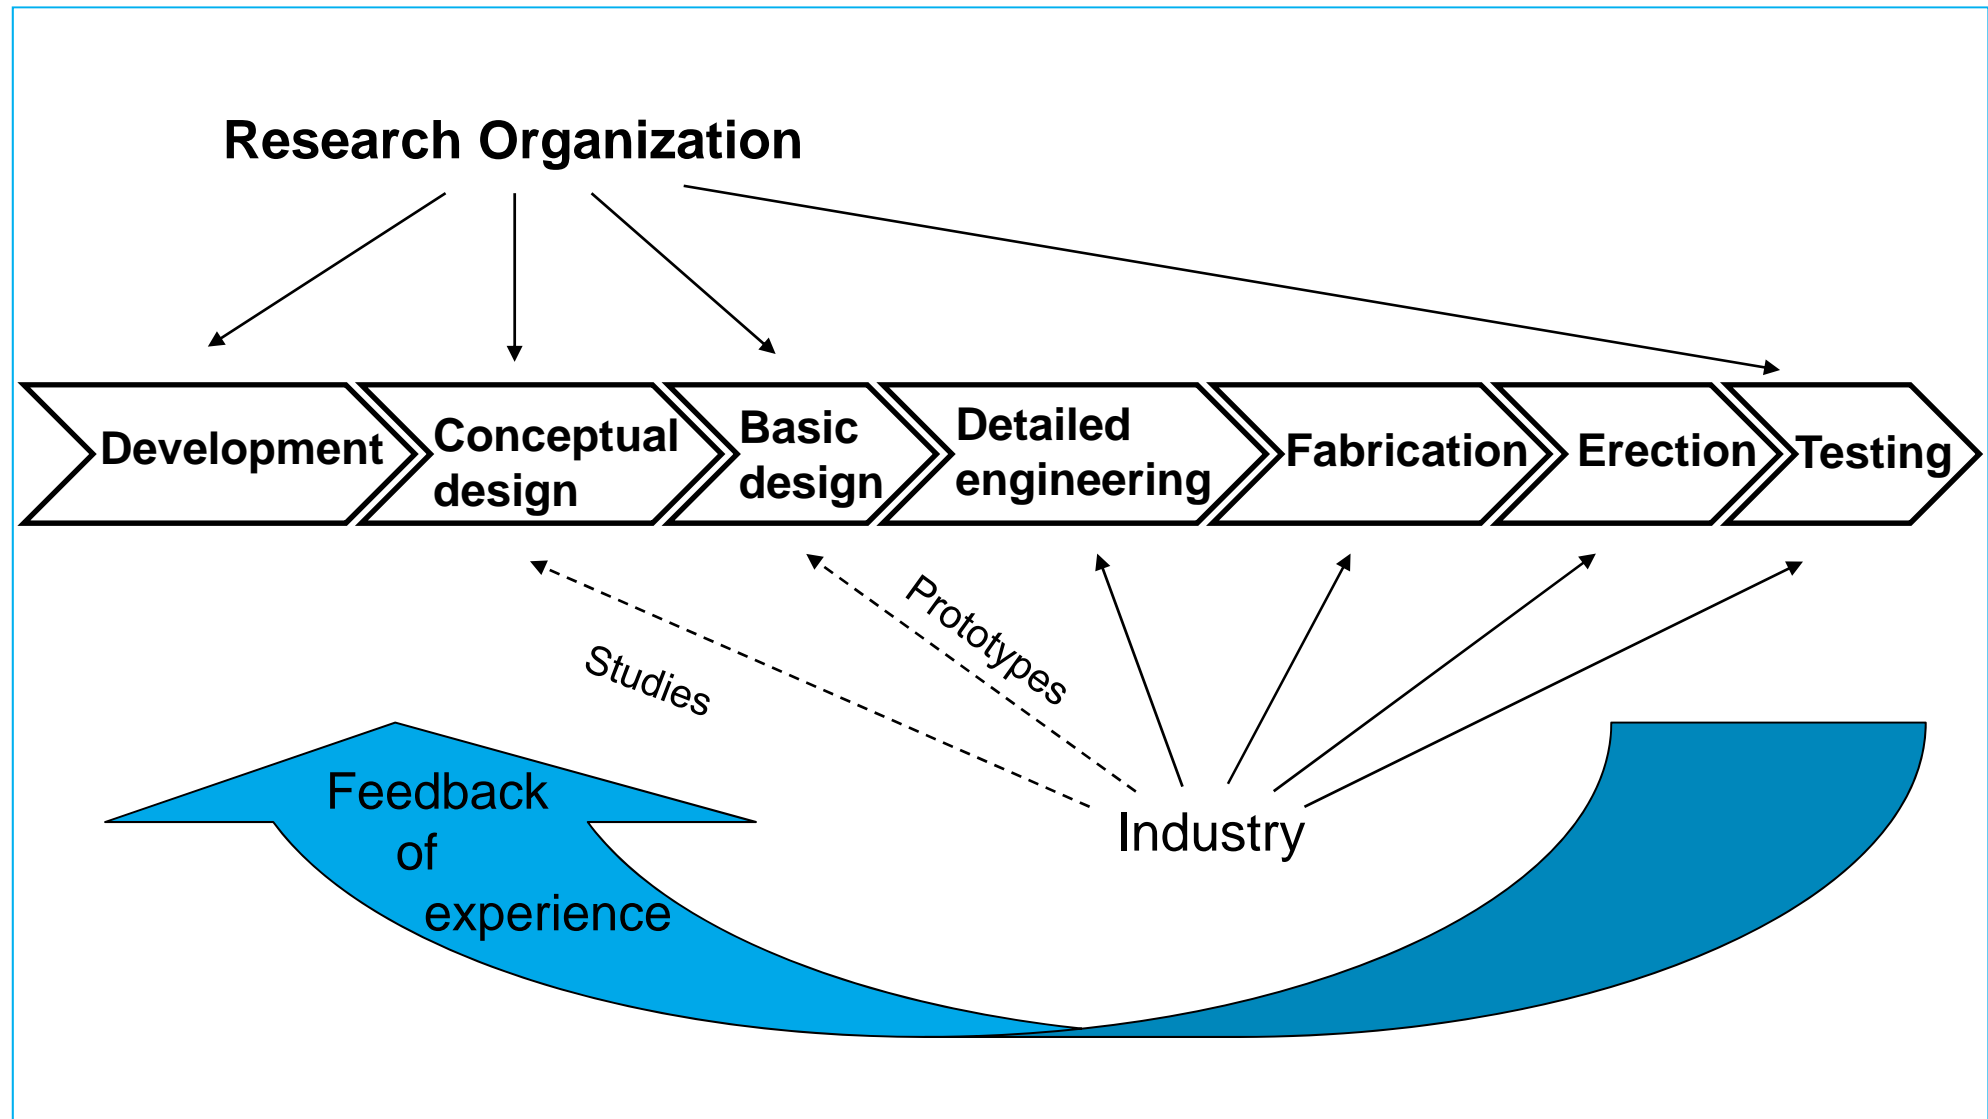 Research Organization
Development
Conceptual
design
Basic
design
Detailed
engineering
Fabrication
Erection
Testing
Studies
Prototypes
Industry
Feedback
of
experience